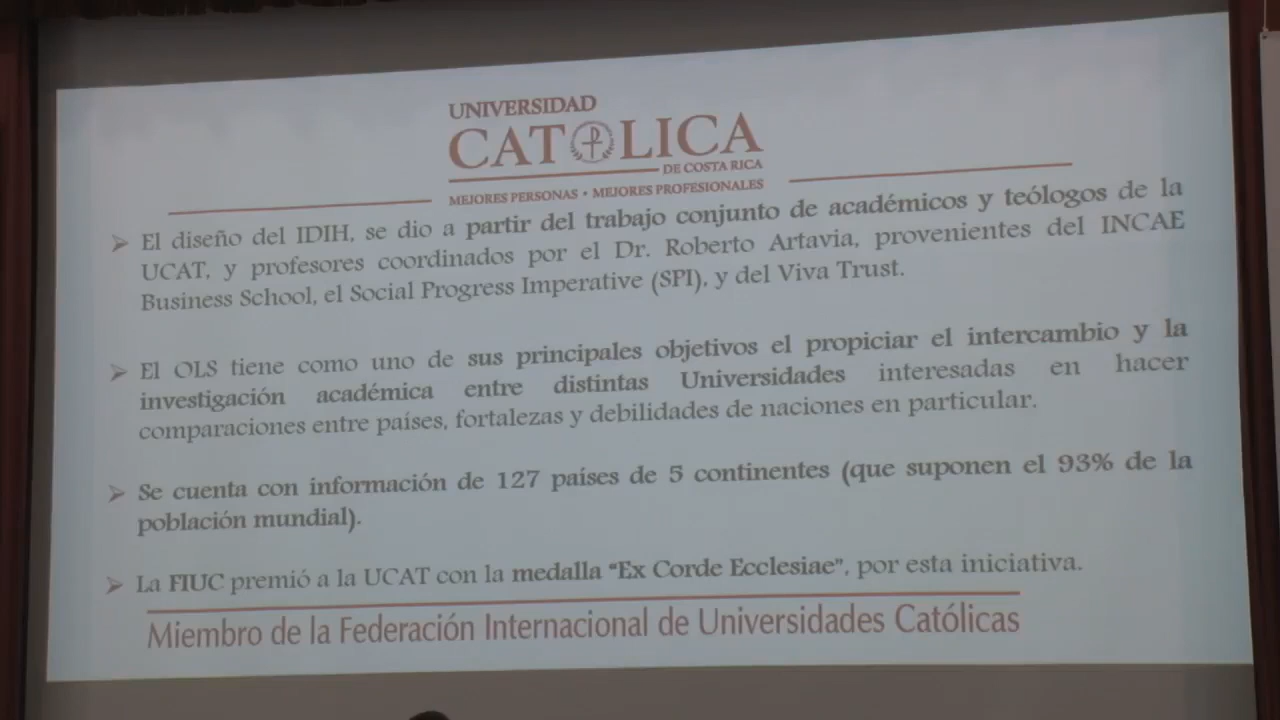 UNIVERSIDAD
CATOLICA
DE COSTA RICA
MEJORES PERSONAS • MEJORES PROFESIONALES
➤ El diseño del IDIH, se dio a partir del trabajo conjunto de académicos y teólogos de la
UCAT, y profesores coordinados por el Dr. Roberto Artavia, provenientes del INCAE
Business School, el Social Progress Imperative (SPI), y del Viva Trust.
➤ El OLS tiene como uno de sus principales objetivos el propiciar el intercambio y la
investigación académica entre distintas Universidades interesadas en hacer
comparaciones entre países, fortalezas y debilidades de naciones en particular.
➤ Se cuenta con información de 127 países de 5 continentes (que suponen el 93% de la
población mundial).
➤ La FIUC premió a la UCAT con la medalla “Ex Corde Ecclesiae”, por esta iniciativa.
Miembro de la Federación Internacional de Universidades Católicas